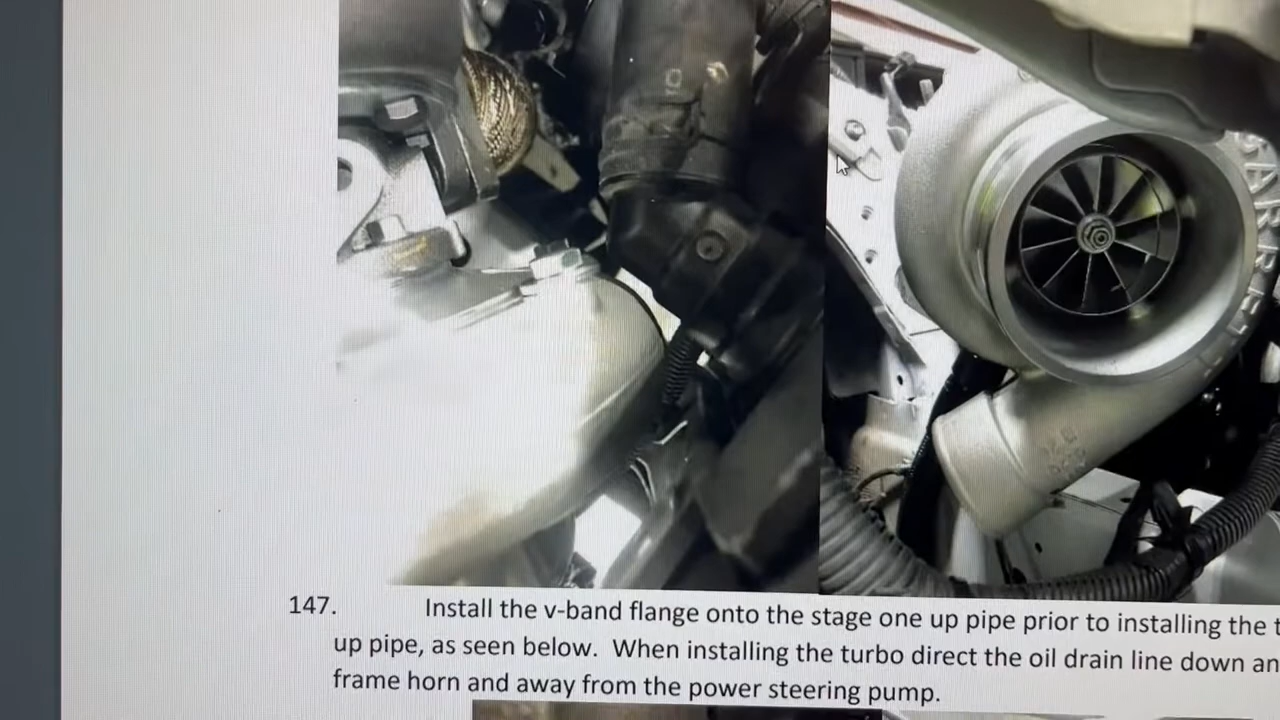 GARRETT
147. Install the v-band flange onto the stage one up pipe prior to installing the
up pipe, as seen below. When installing the turbo direct the oil drain line down
frame horn and away from the power steering pump.